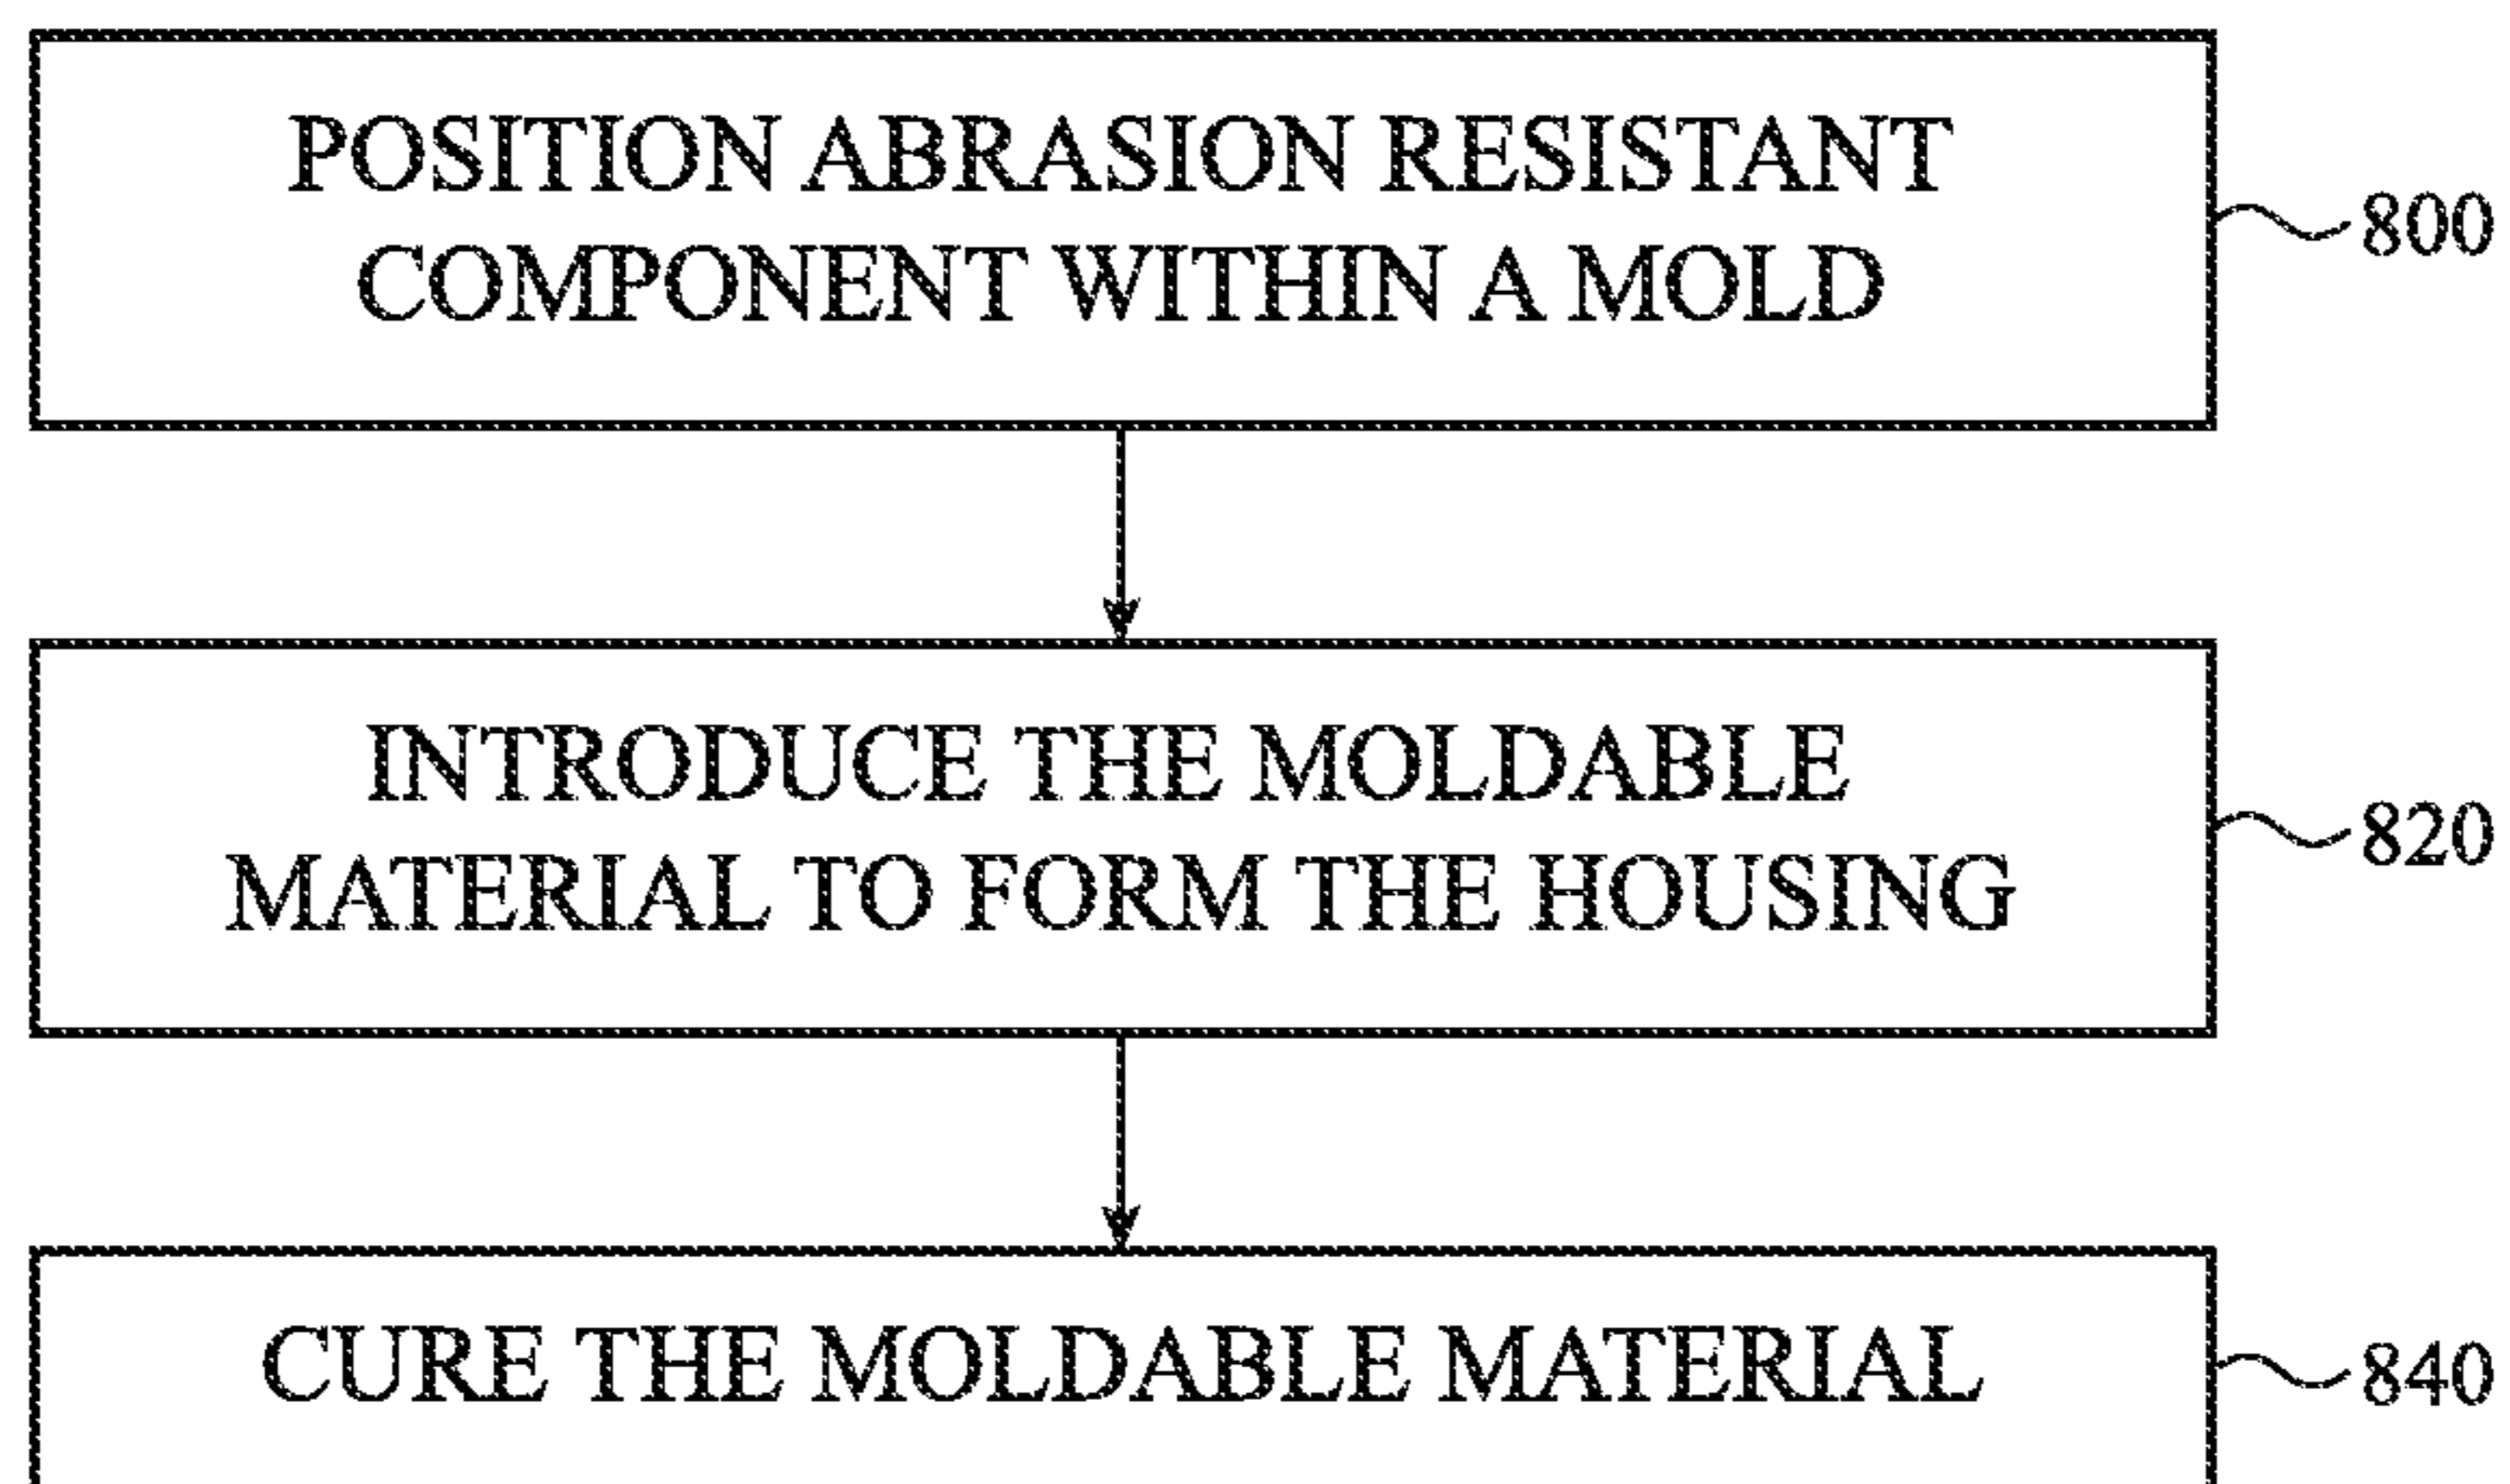 POSITION ABRASION RESISTANT
COMPONENT WITHIN A MOLD
800
INTRODUCE THE MOLDABLE
MATERIAL TO FORM THE HOUSING
820
CURE THE MOLDABLE MATERIAL
840